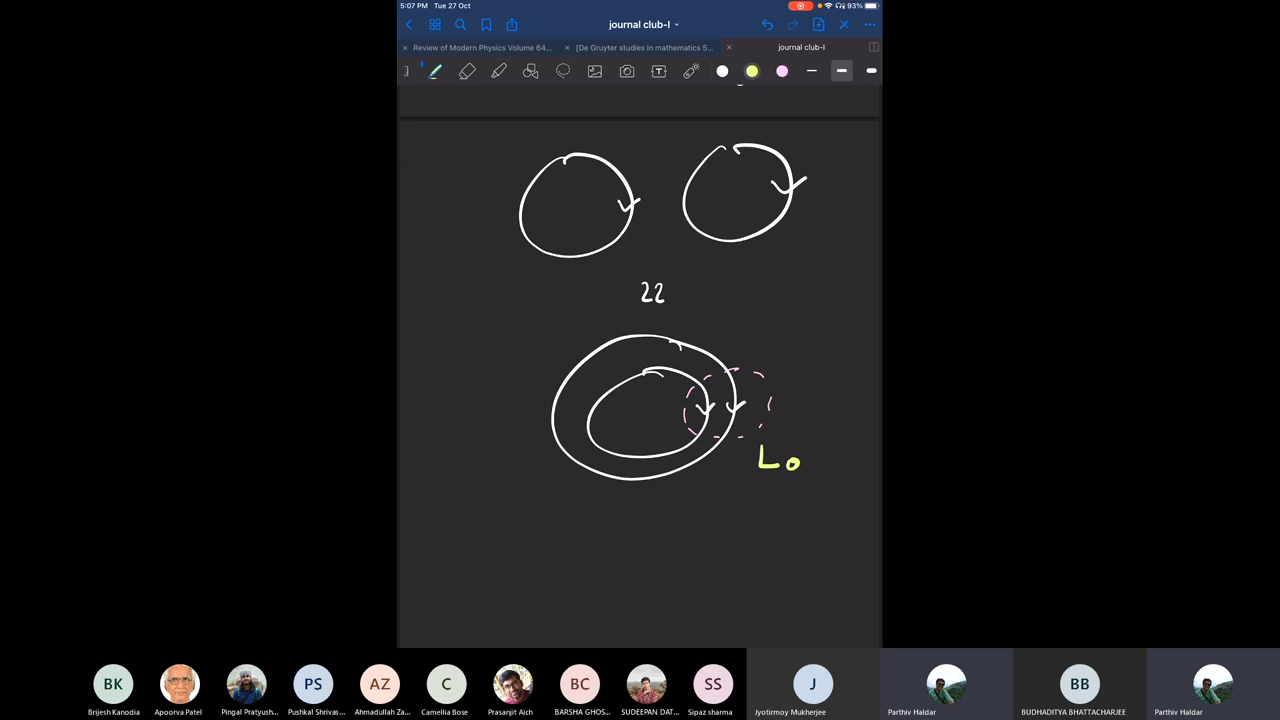 5:07 PM Tue 27 Oct 93%
journal club-I
Review of Modern Physics Volume 64... [De Gruyter studies in mathematics 5... journal club-I
T
22
Lo
BK PS AZ C BC SS J BB
Brijesh Kanodia Apoorva Patel Pingal Pratyush... Pushkal Shrivas... Ahmadullah Za... Camellia Bose Prasanjit Aich BARSHA GHOS... SUDEEPAN DAT... Sipaz sharma Jyotirmoy Mukherjee Parthiv Haldar BUDHADITYA BHATTACHARJEE Parthiv Haldar